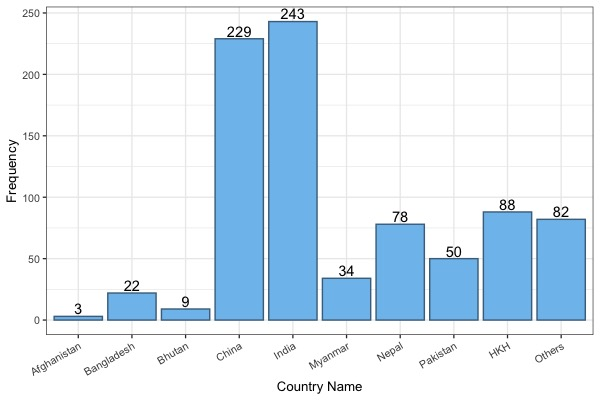 250
200
150
100
50
0
Frequency
3
22
9
229
243
34
78
50
88
82
Afghanistan
Bangladesh
Bhutan
China
India
Myanmar
Nepal
Pakistan
HKH
Others
Country Name